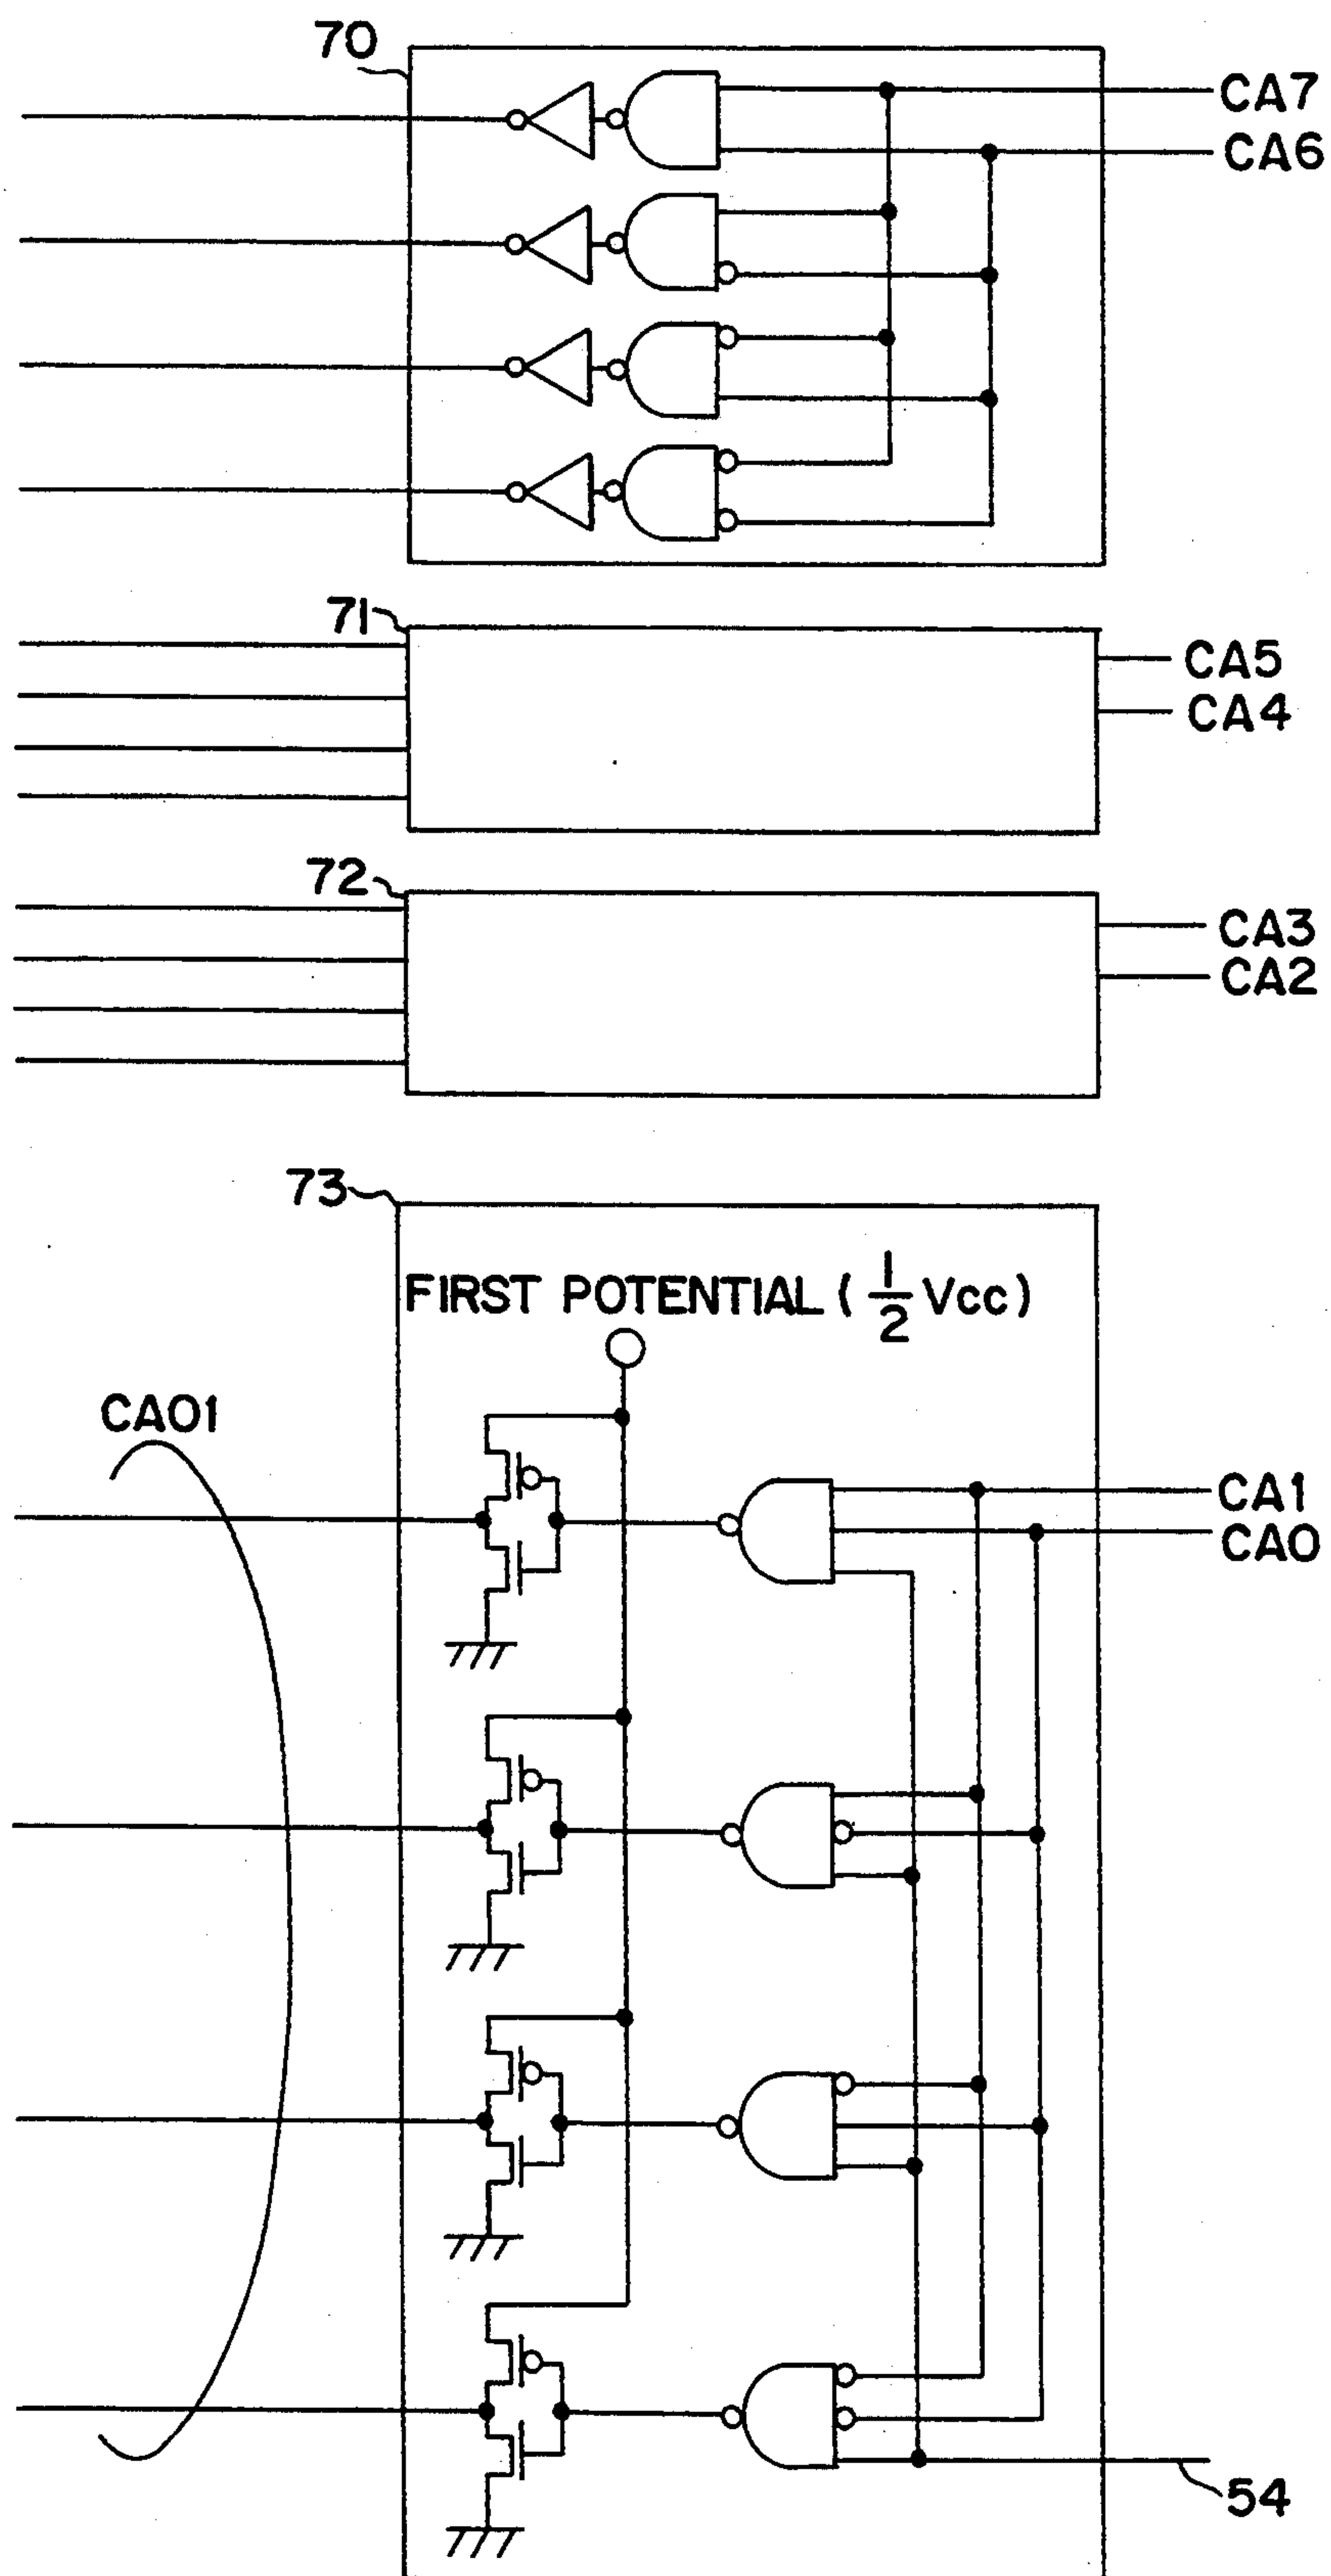 70
CA7
CA6
71
CA5
CA4
72
CA3
CA2
73
FIRST POTENTIAL ( 1/2 Vcc )
CA01
CA1
CA0
54